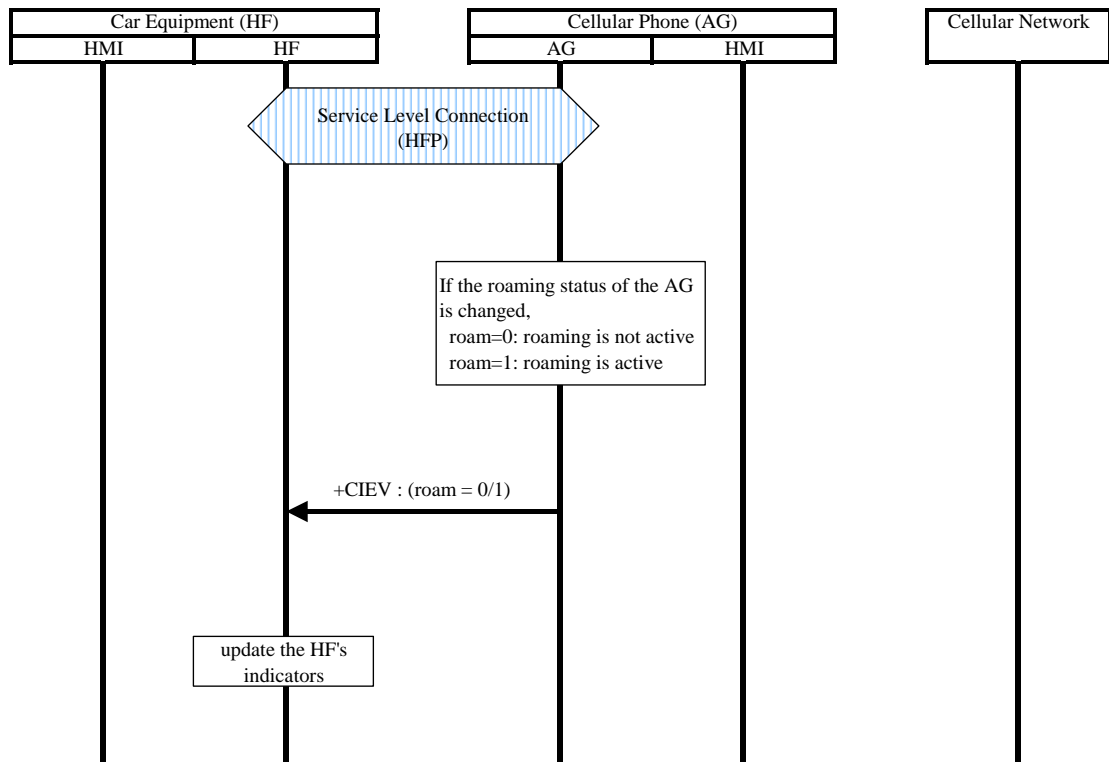 Car Equipment (HF)
Cellular Phone (AG)
Cellular Network
HMI
HF
AG
HMI
Service Level Connection
(HFP)
If the roaming status of the AG
is changed,
roam=0: roaming is not active
roam=1: roaming is active
+CIEV : (roam = 0/1)
update the HF's
indicators